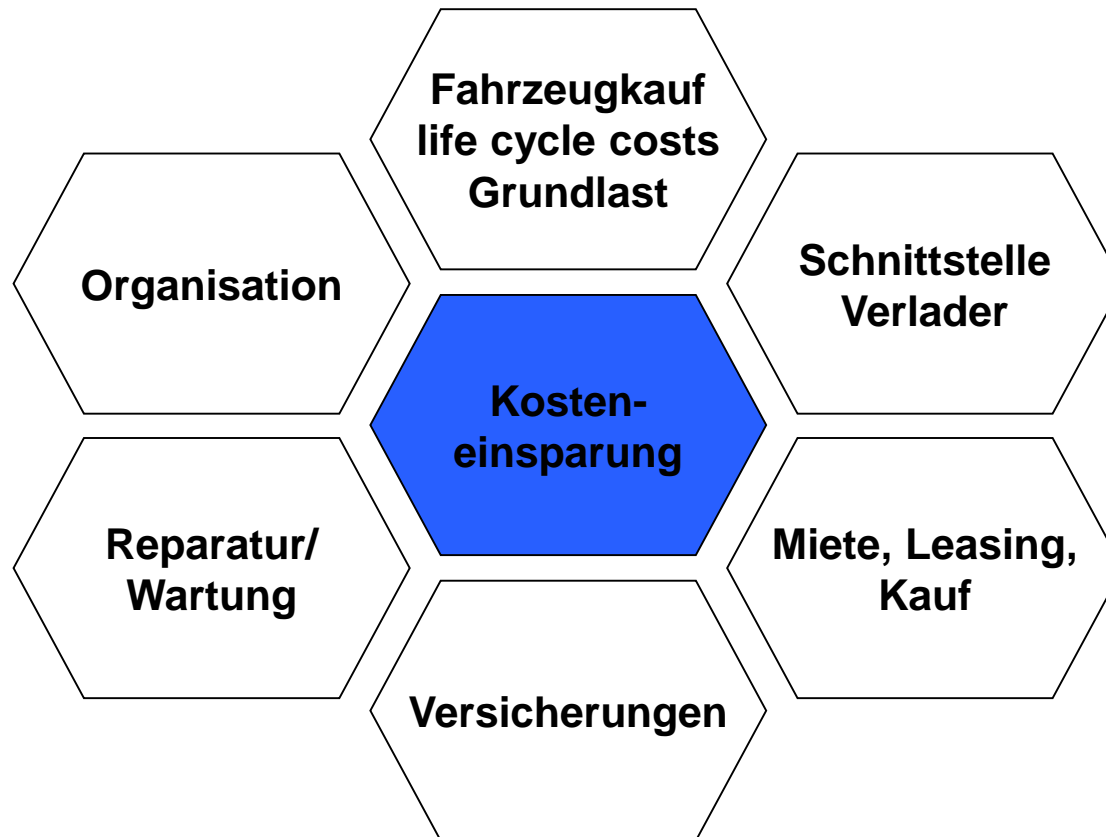 Fahrzeugkauf
life cycle costs
Grundlast
Organisation
Schnittstelle
Verlader
Kosten-
einsparung
Reparatur/
Wartung
Miete, Leasing,
Kauf
Versicherungen